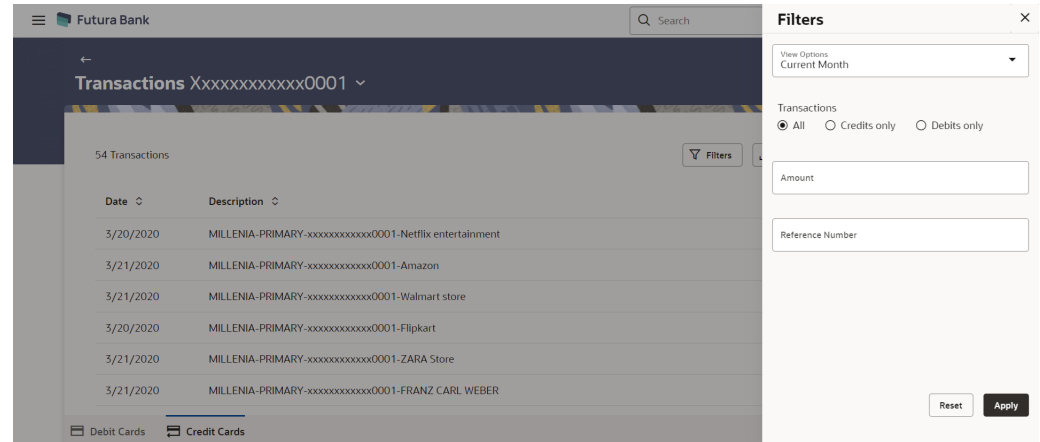 Futura Bank
Search
Transactions Xxxxxxxxxxxx0001
54 Transactions
Filters
Date
Description
3/20/2020 MILLENIA-PRIMARY-xxxxxxxxxxxx0001-Netflix entertainment
3/21/2020 MILLENIA-PRIMARY-xxxxxxxxxxxx0001-Amazon
3/21/2020 MILLENIA-PRIMARY-xxxxxxxxxxxx0001-Walmart store
3/20/2020 MILLENIA-PRIMARY-xxxxxxxxxxxx0001-Flipkart
3/21/2020 MILLENIA-PRIMARY-xxxxxxxxxxxx0001-ZARA Store
3/21/2020 MILLENIA-PRIMARY-xxxxxxxxxxxx0001-FRANZ CARL WEBER
Debit Cards
Credit Cards
Filters
View Options
Current Month
Transactions
All Credits only Debits only
Amount
Reference Number
Reset Apply